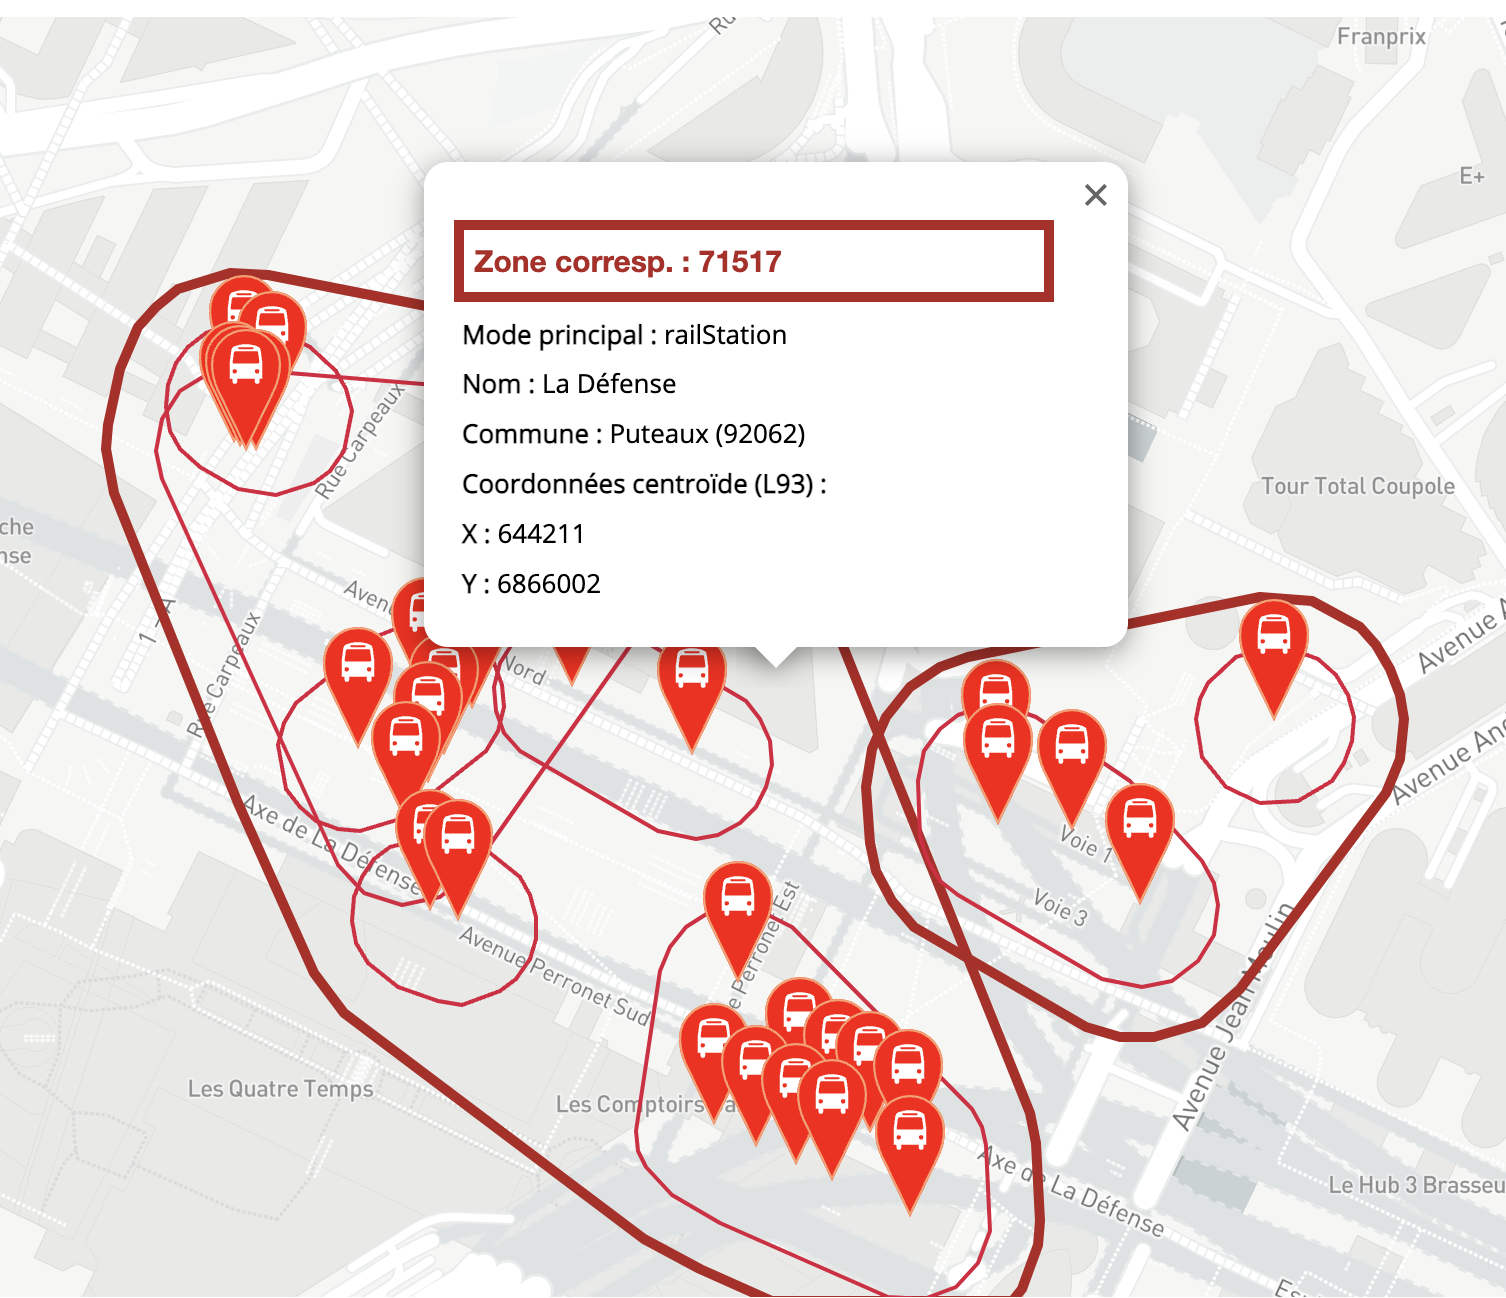 Ru
Franprix
E+
Zone corresp. : 71517
Mode principal : railStation
Nom : La Défense
Commune : Puteaux (92062)
Coordonnées centroïde (L93) :
X : 644211
Y : 6866002
Rue Carpeaux
Tour Total Coupole
che
nse
Aven
1 - A
Rue Carpeaux
Nord
Avenue A
Avenue And
Axe de La Défense
Voie 1
Voie 3
Avenue Perronet Sud
e Perronet Est
Avenue Jean Moulin
Les Quatre Temps
Les Comptoirs
Axe de La Défense
Le Hub 3 Brasseu
Es